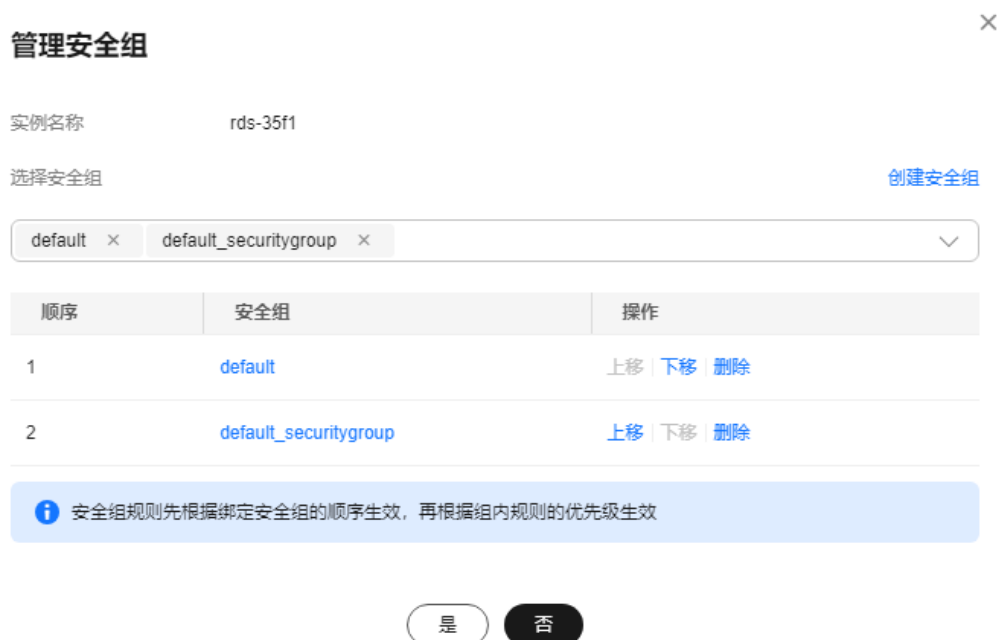 管理安全组
实例名称 rds-35f1
选择安全组 创建安全组
default × default_securitygroup ×
顺序 安全组 操作
1 default 上移 下移 删除
2 default_securitygroup 上移 下移 删除
安全组规则先根据绑定安全组的顺序生效，再根据组内规则的优先级生效
是 否